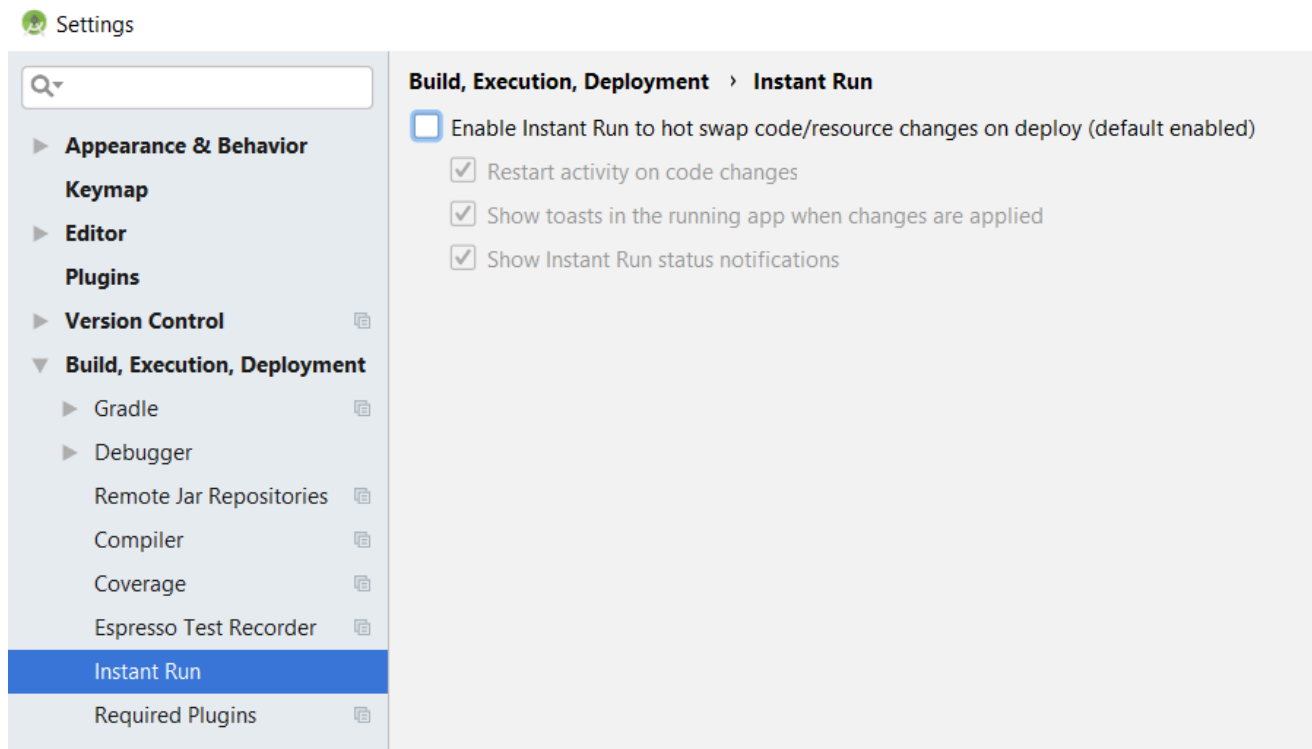 Settings
Appearance & Behavior
Keymap
Editor
Plugins
Version Control
Build, Execution, Deployment
Gradle
Debugger
Remote Jar Repositories
Compiler
Coverage
Espresso Test Recorder
Instant Run
Required Plugins
Build, Execution, Deployment › Instant Run
Enable Instant Run to hot swap code/resource changes on deploy (default enabled)
Restart activity on code changes
Show toasts in the running app when changes are applied
Show Instant Run status notifications